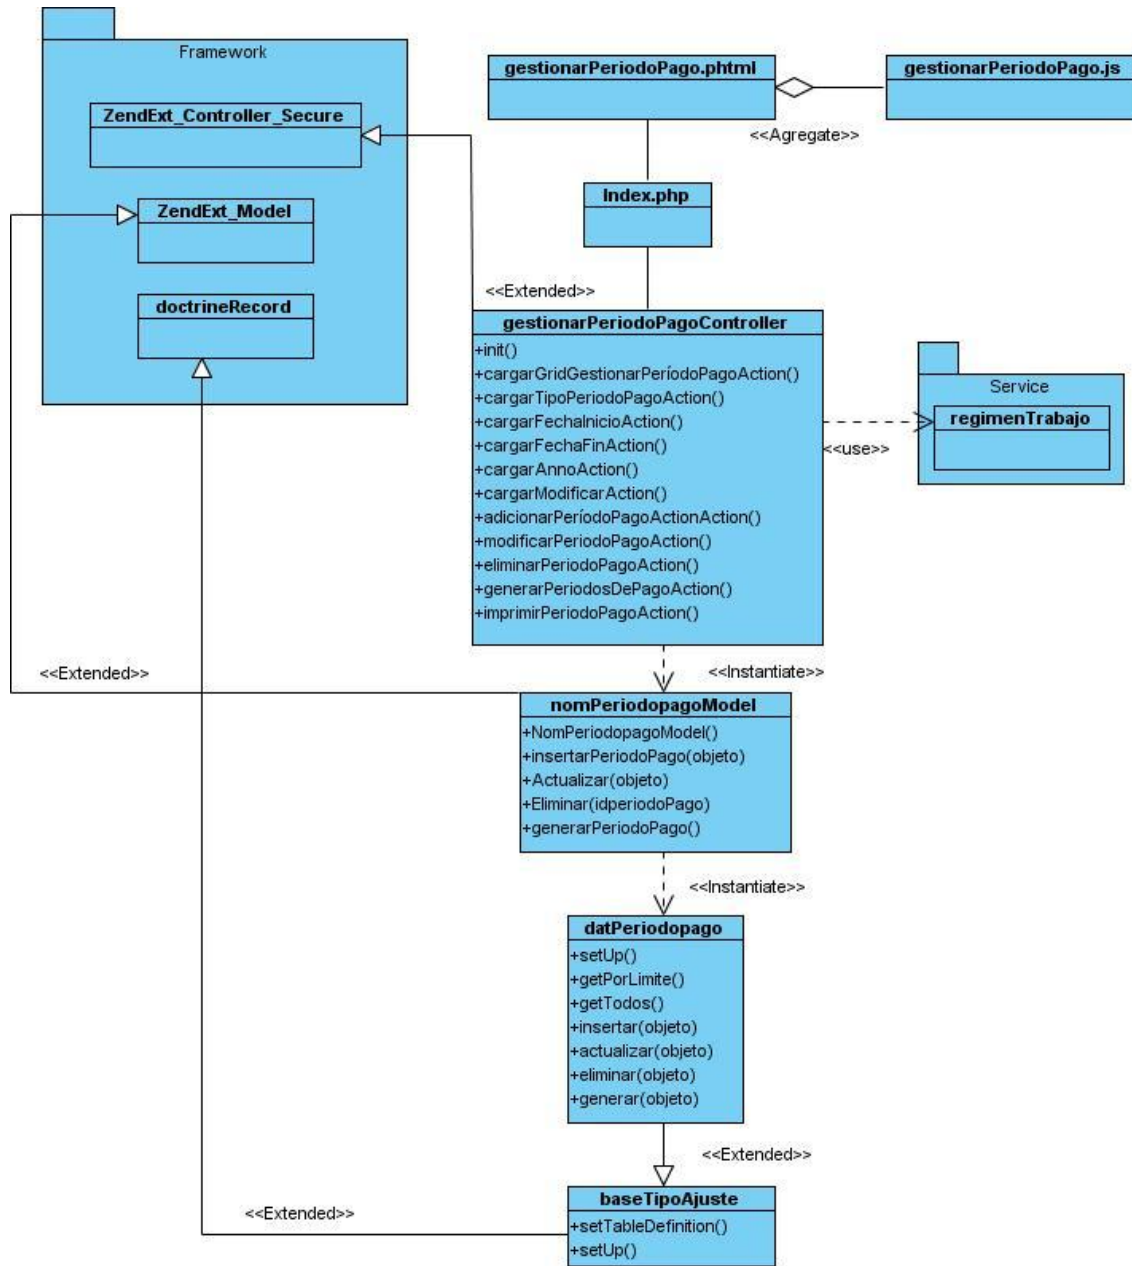 Framework
ZendExt_Controller_Secure
ZendExt_Model
doctrineRecord
gestionarPeriodoPago.phtml
gestionarPeriodoPago.js
<<Agregate>>
Index.php
<<Extended>>
gestionarPeriodoPagoController
+init()
+cargarGridGestionarPeríodoPagoAction()
+cargarTipoPeriodoPagoAction()
+cargarFechaInicioAction()
+cargarFechaFinAction()
+cargarAnnoAction()
+cargarModificarAction()
+adicionarPeríodoPagoActionAction()
+modificarPeriodoPagoAction()
+eliminarPeriodoPagoAction()
+generarPeriodosDePagoAction()
+imprimirPeriodoPagoAction()
<<use>>
Service
regimenTrabajo
<<Instantiate>>
<<Extended>>
nomPeriodopagoModel
+NomPeriodopagoModel()
+insertarPeriodoPago(objeto)
+Actualizar(objeto)
+Eliminar(idperiodoPago)
+generarPeriodoPago()
<<Instantiate>>
datPeriodopago
+setUp()
+getPorLimite()
+getTodos()
+insertar(objeto)
+actualizar(objeto)
+eliminar(objeto)
+generar(objeto)
<<Extended>>
baseTipoAjuste
+setTableDefinition()
+setUp()
<<Extended>>